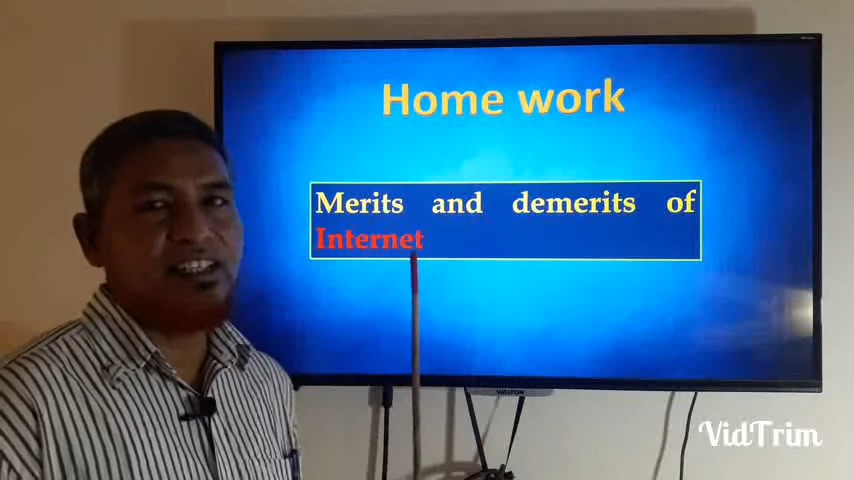 Home work
Merits and demerits of
Internet
WALTON
VidTrim